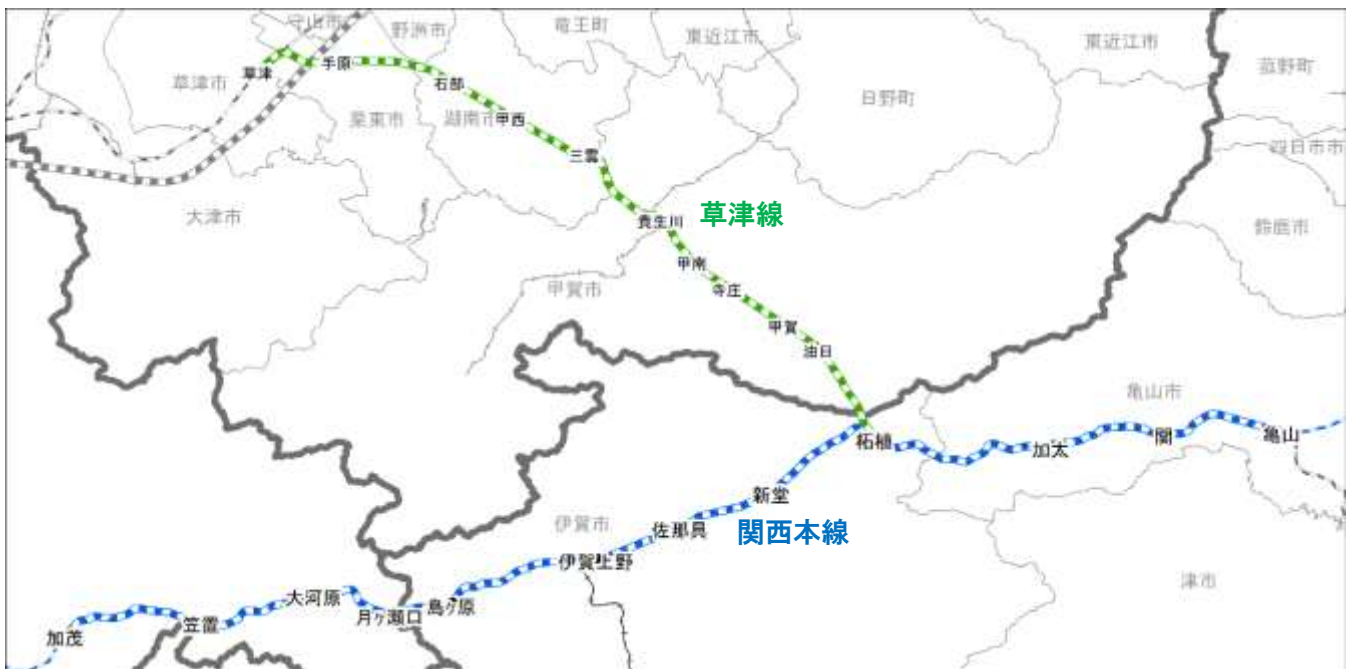 守山市
野洲市
竜王町
東近江市
東近江市
草津
手原
石部
草津市
菰野町
日野町
栗東市
湖南市
甲西
四日市市
三雲
大津市
貴生川
草津線
鈴鹿市
甲南
甲賀市
寺庄
甲賀
油日
亀山市
柘植
加太
関
亀山
新堂
伊賀市
佐那具
関西本線
伊賀上野
津市
大河原
島ヶ原
月ヶ瀬口
笠置
加茂